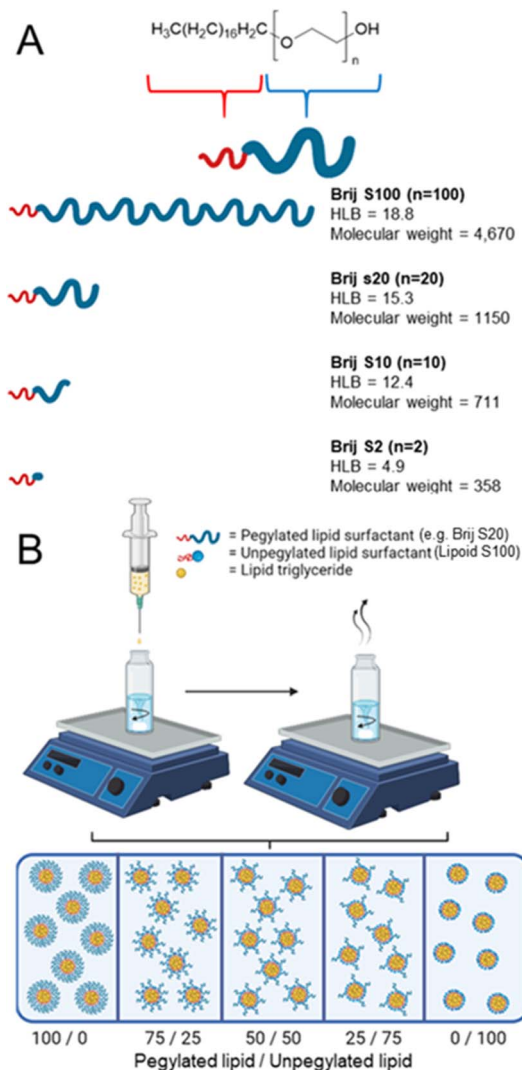 A
H₃C(H₂C)₁₆H₂C
O
OH
n
Brij S100 (n=100)
HLB = 18.8
Molecular weight = 4,670
Brij s20 (n=20)
HLB = 15.3
Molecular weight = 1150
Brij S10 (n=10)
HLB = 12.4
Molecular weight = 711
Brij S2 (n=2)
HLB = 4.9
Molecular weight = 358
B
= Pegylated lipid surfactant (e.g. Brij S20)
= Unpegylated lipid surfactant (Lipoid S100)
= Lipid triglyceride
100 / 0
75 / 25
50 / 50
25 / 75
0 / 100
Pegylated lipid / Unpegylated lipid